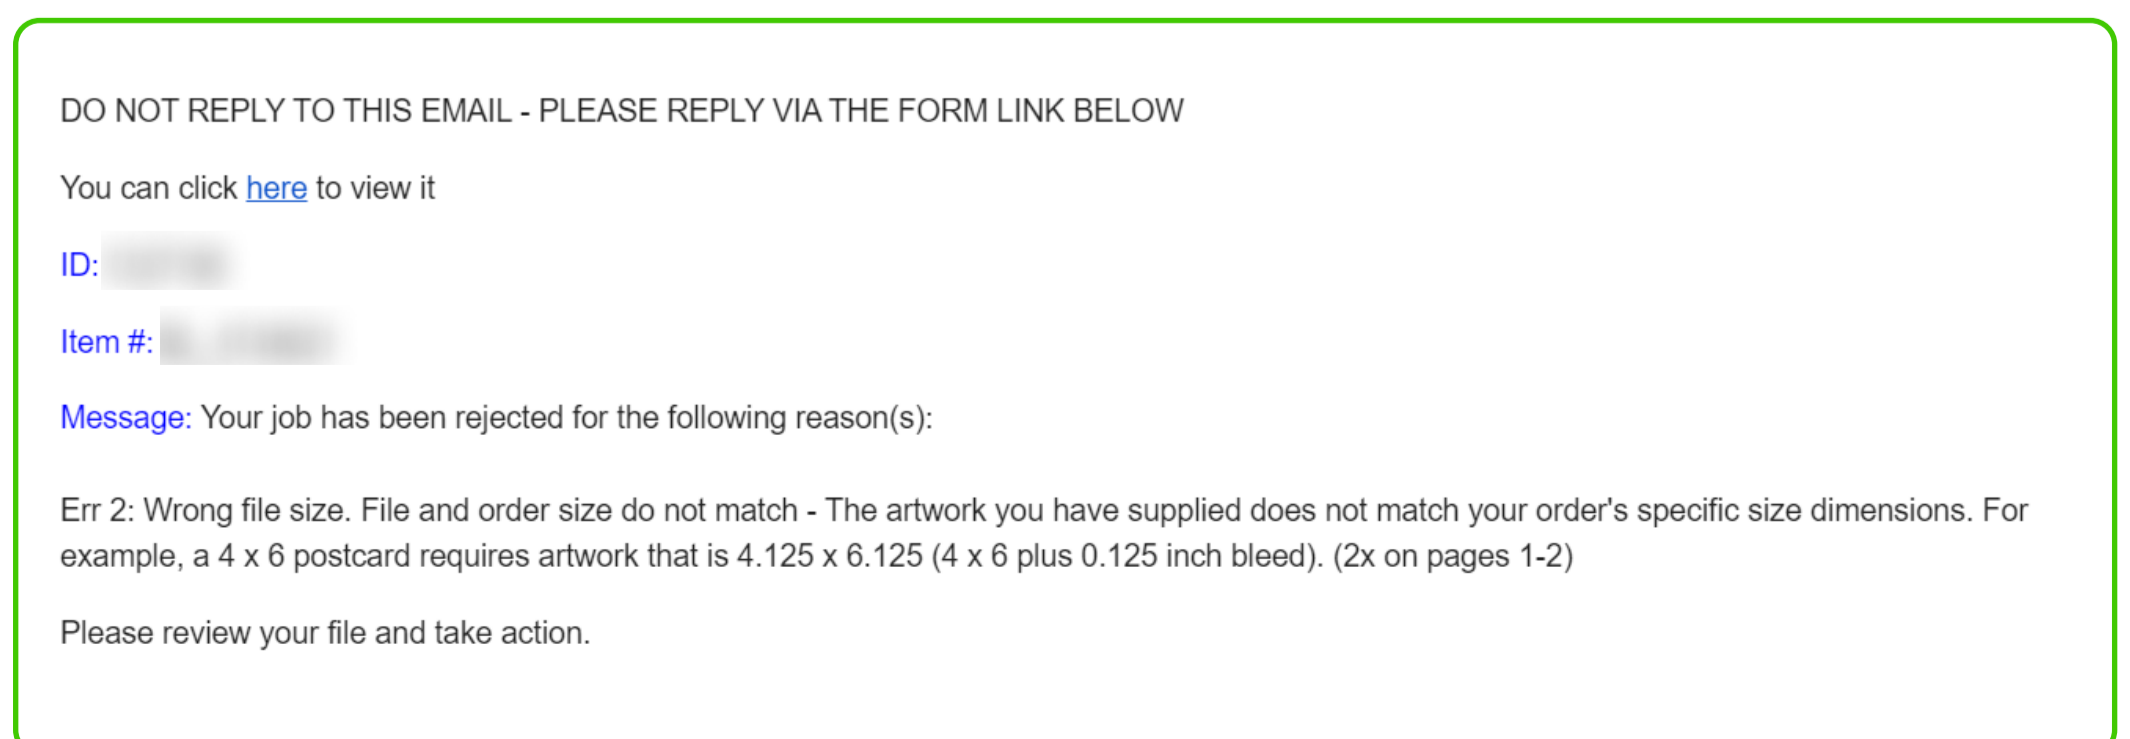 DO NOT REPLY TO THIS EMAIL - PLEASE REPLY VIA THE FORM LINK BELOW
You can click here to view it
ID:
Item #:
Message: Your job has been rejected for the following reason(s):
Err 2: Wrong file size. File and order size do not match - The artwork you have supplied does not match your order's specific size dimensions. For
example, a 4 x 6 postcard requires artwork that is 4.125 x 6.125 (4 x 6 plus 0.125 inch bleed). (2x on pages 1-2)
Please review your file and take action.